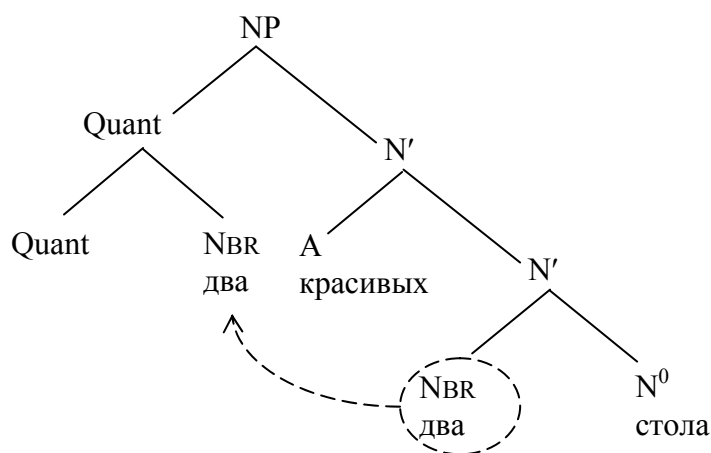 NP
Quant
N′
Quant NBR A
два красивых
N′
NBR N⁰
два стола